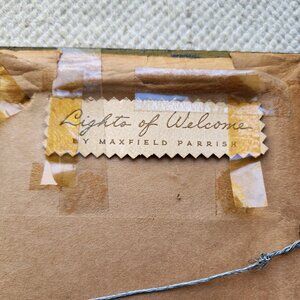 Lights of Welcome
BY MAXFIELD PARRISH